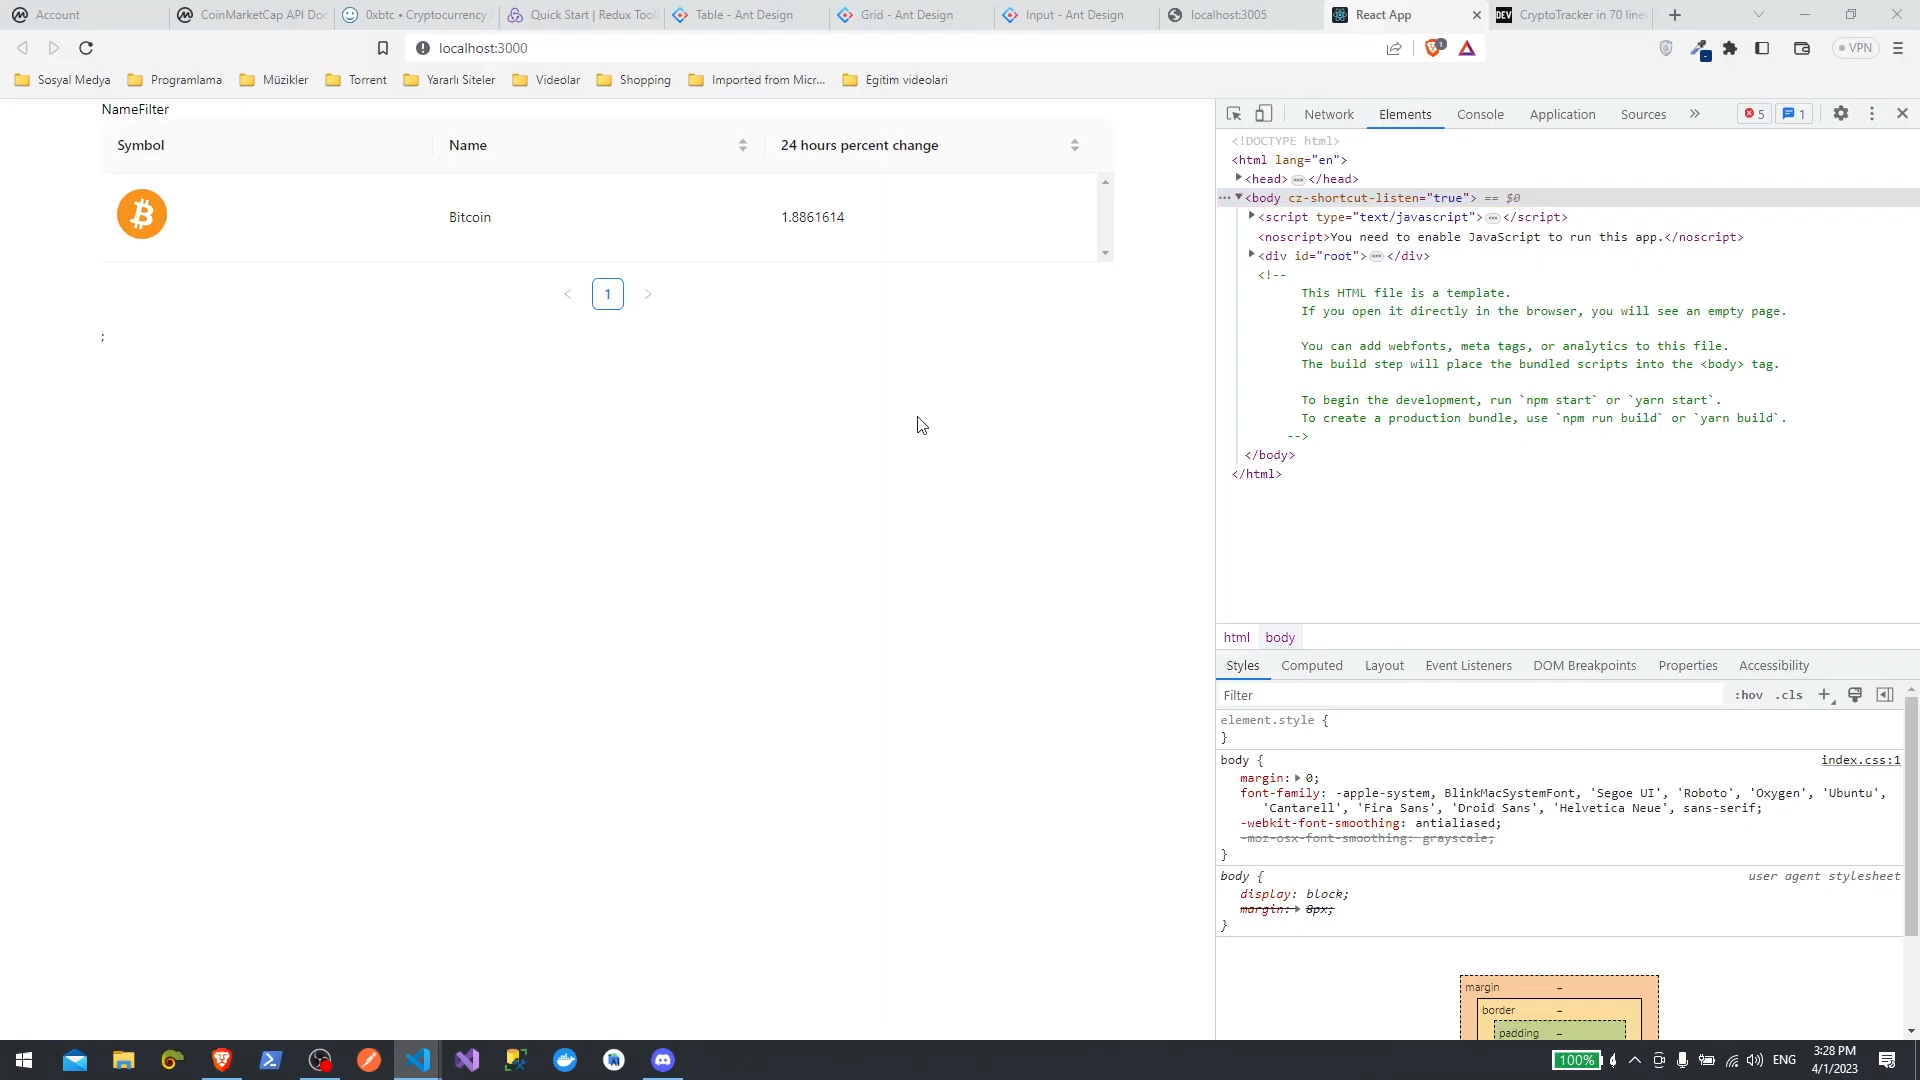 Account
CoinMarketCap API Do
0xbtc • Cryptocurrency
Quick Start | Redux Tool
Table - Ant Design
Grid - Ant Design
Input - Ant Design
localhost:3005
React App
DEV
CryptoTracker in 70 line
localhost:3000
1
VPN
Sosyal Medya
Programlama
Müzikler
Torrent
Yararlı Siteler
Videolar
Shopping
Imported from Micr...
Egitim videolari
NameFilter
Symbol
Name
24 hours percent change
Bitcoin
1.8861614
1
;
Network
Elements
Console
Application
Sources
5
1
<!DOCTYPE html>
<html lang="en">
<head> </head>
<body cz-shortcut-listen="true"> == $0
<script type="text/javascript"> </script>
<noscript>You need to enable JavaScript to run this app.</noscript>
<div id="root"> </div>
<!--
This HTML file is a template.
If you open it directly in the browser, you will see an empty page.
You can add webfonts, meta tags, or analytics to this file.
The build step will place the bundled scripts into the <body> tag.
To begin the development, run `npm start` or `yarn start`.
To create a production bundle, use `npm run build` or `yarn build`.
-->
</body>
</html>
html
body
Styles
Computed
Layout
Event Listeners
DOM Breakpoints
Properties
Accessibility
Filter
:hov
.cls
element.style {
}
body {
index.css:1
margin: 0;
font-family: -apple-system, BlinkMacSystemFont, 'Segoe UI', 'Roboto', 'Oxygen', 'Ubuntu',
'Cantarell', 'Fira Sans', 'Droid Sans', 'Helvetica Neue', sans-serif;
-webkit-font-smoothing: antialiased;
-moz-osx-font-smoothing: grayscale;
}
body {
user agent stylesheet
display: block;
margin: 8px;
}
margin
–
border
–
padding
–
100%
ENG
3:28 PM
4/1/2023